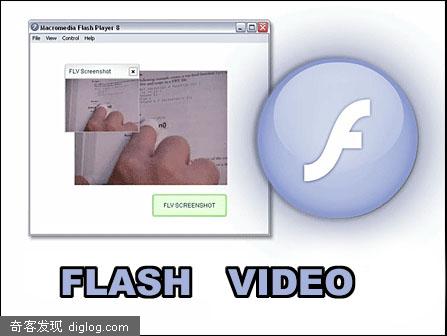 Macromedia Flash Player 8
File View Control Help
FLV Screenshot
n()
FLV SCREENSHOT
FLASH VIDEO
奇客发现 diglog.com